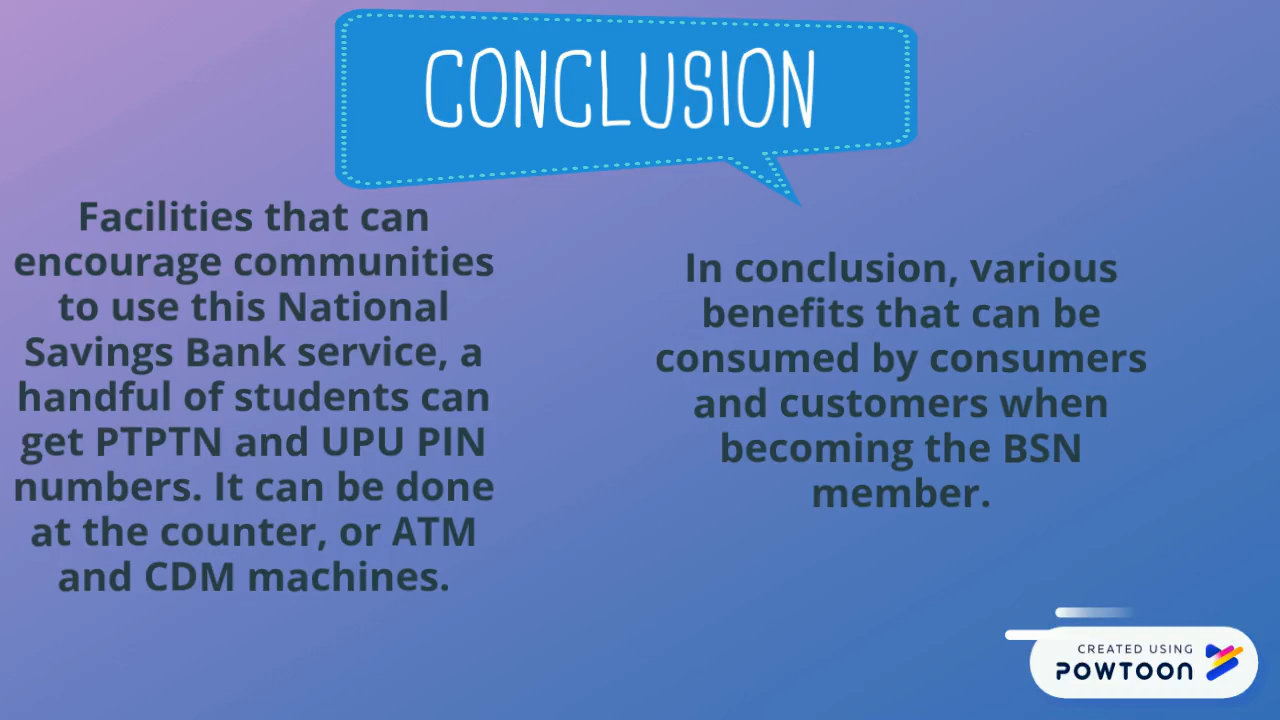 CONCLUSION
Facilities that can
encourage communities
to use this National
Savings Bank service, a
handful of students can
get PTPTN and UPU PIN
numbers. It can be done
at the counter, or ATM
and CDM machines.
In conclusion, various
benefits that can be
consumed by consumers
and customers when
becoming the BSN
member.
CREATED USING
POWTOON